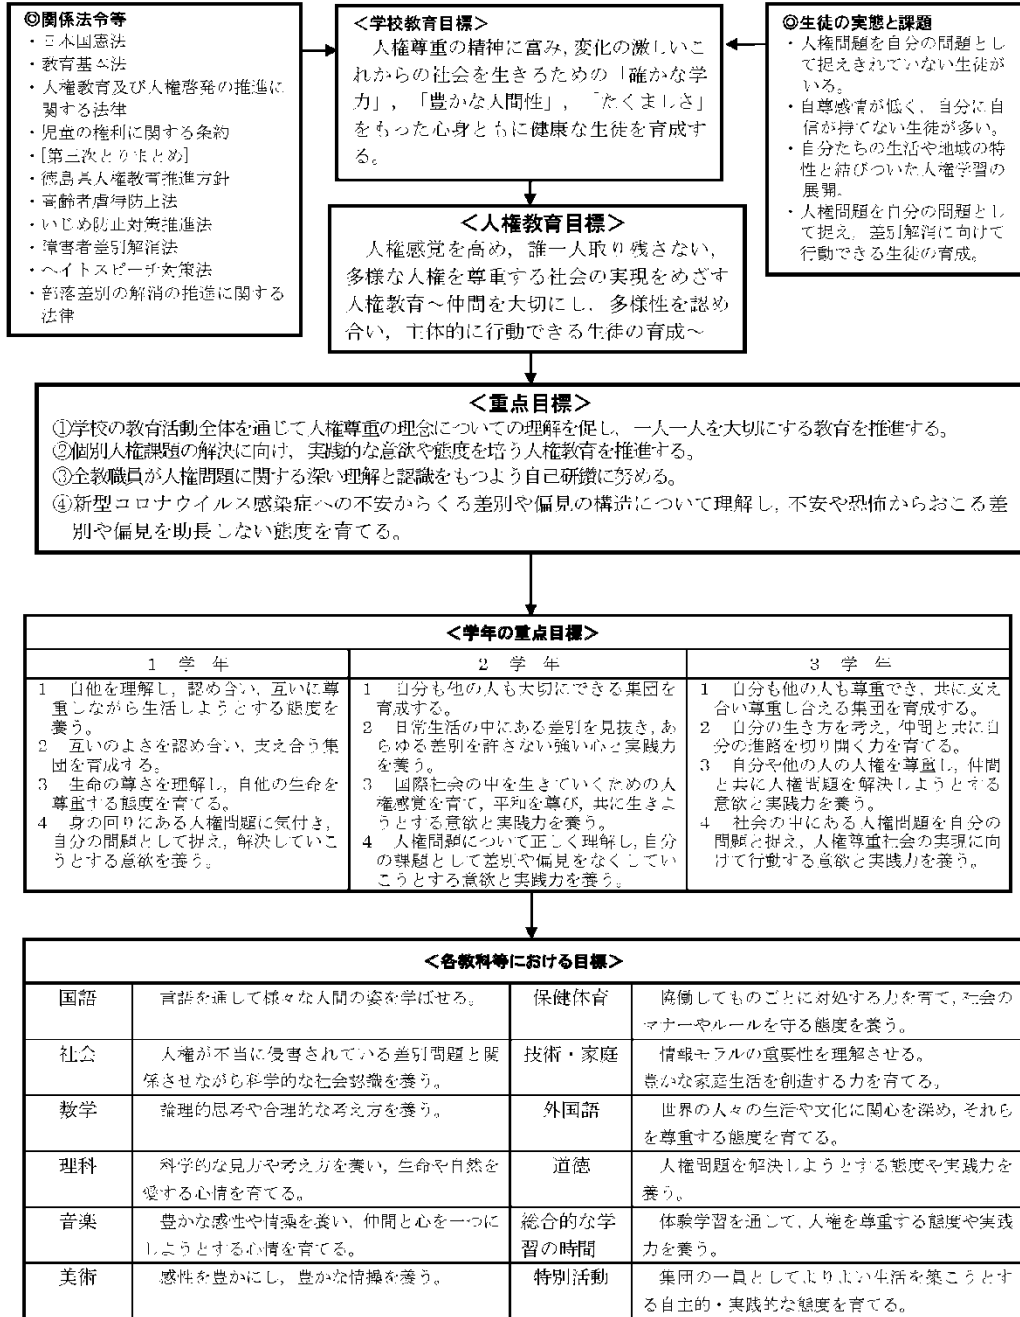 ◎関係法令等
・日本国憲法
・教育基本法
・人権教育及び人権啓発の推進に
関する法律
・児童の権利に関する条約
・[第三次とりまとめ]
・徳島県人権教育推進方針
・高齢者虐待防止法
・いじめ防止対策推進法
・障害者差別解消法
・ヘイトスピーチ対策法
・部落差別の解消の推進に関する
法律
＜学校教育目標＞
人権尊重の精神に富み，変化の激しいこ
れからの社会を生きるための「確かな学
力」，「豊かな人間性」，「たくましさ」
をもった心身ともに健康な生徒を育成す
る。
◎生徒の実態と課題
・人権問題を自分の問題とし
て捉えきれていない生徒が
いる。
・自尊感情が低く，自分に自
信が持てない生徒が多い。
・自分たちの生活や地域の特
性と結びついた人権学習の
展開。
・人権問題を自分の問題とし
て捉え，差別解消に向けて
行動できる生徒の育成。
＜人権教育目標＞
人権感覚を高め，誰一人取り残さない，
多様な人権を尊重する社会の実現をめざす
人権教育～仲間を大切にし，多様性を認め
合い，主体的に行動できる生徒の育成～
＜重点目標＞
①学校の教育活動全体を通じて人権尊重の理念についての理解を促し，一人一人を大切にする教育を推進する。
②個別人権課題の解決に向け，実践的な意欲や態度を培う人権教育を推進する。
③全教職員が人権問題に関する深い理解と認識をもつよう自己研鑽に努める。
④新型コロナウイルス感染症への不安からくる差別や偏見の構造について理解し，不安や恐怖からおこる差
別や偏見を助長しない態度を育てる。
＜学年の重点目標＞
1 学 年
1 自他を理解し，認め合い，互いに尊
重しながら生活しようとする態度を
養う。
2 互いのよさを認め合い，支え合う集
団を育成する。
3 生命の尊さを理解し，自他の生命を
尊重する態度を育てる。
4 身の回りにある人権問題に気付き，
自分の問題として捉え，解決していこ
うとする意欲を養う。
2 学 年
1 自分も他の人も大切にできる集団を
育成する。
2 日常生活の中にある差別を見抜き，あ
らゆる差別を許さない強い心と実践力
を養う。
3 国際社会の中を生きていくための人
権感覚を育て，平和を尊び，共に生きよ
うとする意欲と実践力を養う。
4 人権問題について正しく理解し，自分
の課題として差別や偏見をなくしてい
こうとする意欲と実践力を養う。
3 学 年
1 自分も他の人も尊重でき，共に支え
合い尊重し合える集団を育成する。
2 自分の生き方を考え，仲間と共に自
分の進路を切り開く力を育てる。
3 自分や他の人の人権を尊重し，仲間
と共に人権問題を解決しようとする
意欲と実践力を養う。
4 社会の中にある人権問題を自分の
問題と捉え，人権尊重社会の実現に向
けて行動する意欲と実践力を養う。
＜各教科等における目標＞
国語
言語を通して様々な人間の姿を学ばせる。
保健体育
協働してものごとに対処する力を育て，社会の
マナーやルールを守る態度を養う。
社会
人権が不当に侵害されている差別問題と関
係させながら科学的な社会認識を養う。
技術・家庭
情報モラルの重要性を理解させる。
豊かな家庭生活を創造する力を育てる。
数学
論理的思考や合理的な考え方を養う。
外国語
世界の人々の生活や文化に関心を深め，それら
を尊重する態度を育てる。
理科
科学的な見方や考え方を養い，生命や自然を
愛する心情を育てる。
道徳
人権問題を解決しようとする態度や実践力を
養う。
音楽
豊かな感性や情操を養い，仲間と心を一つに
しようとする心情を育てる。
総合的な学
習の時間
体験学習を通して，人権を尊重する態度や実践
力を養う。
美術
感性を豊かにし，豊かな情操を養う。
特別活動
集団の一員としてよりよい生活を築こうとす
る自主的・実践的な態度を育てる。